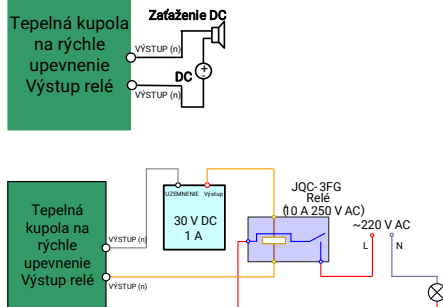 Tepelná kupola
na rýchle
upevnenie
Výstup relé
Zaťaženie DC
VÝSTUP (n)
DC
VÝSTUP (n)
Tepelná
kupola na
rýchle
upevnenie
Výstup relé
VÝSTUP (n)
VÝSTUP (n)
UZEMNENIE
Výstup
30 V DC
1 A
JQC-3FG
Relé
(10 A 250 V AC)
~220 V AC
L
N